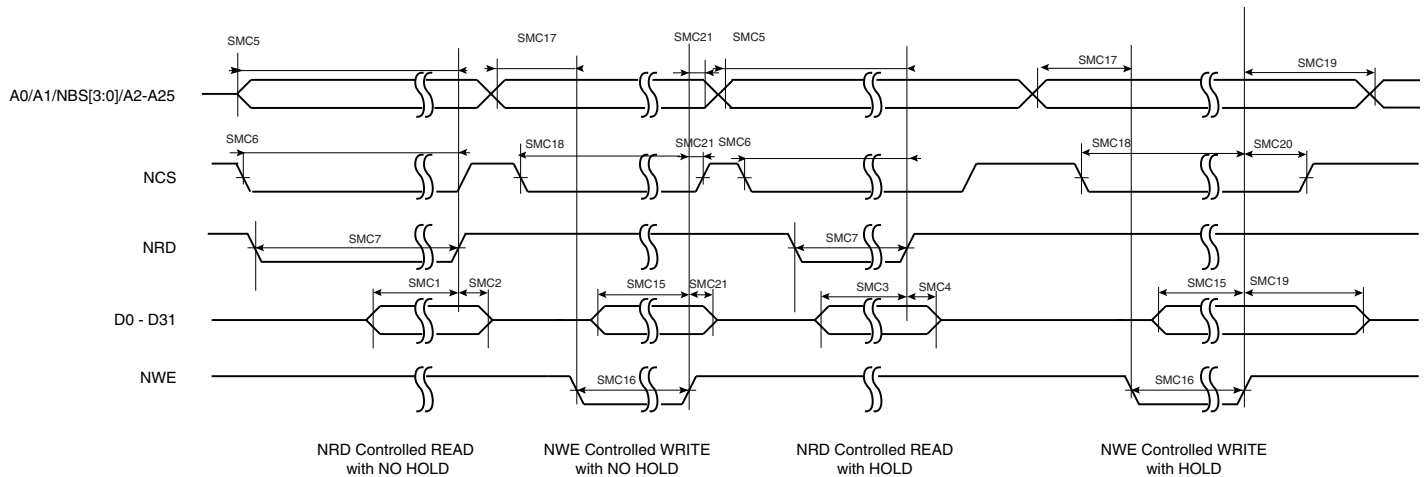 SMC5
SMC17
SMC21
SMC5
SMC17
SMC19
A0/A1/NBS[3:0]/A2-A25
SMC6
SMC18
SMC21
SMC6
SMC18
SMC20
NCS
NRD
SMC7
SMC7
SMC1
SMC2
SMC15
SMC21
SMC3
SMC4
SMC15
SMC19
D0 - D31
NWE
SMC16
SMC16
NRD Controlled READ
with NO HOLD
NWE Controlled WRITE
with NO HOLD
NRD Controlled READ
with HOLD
NWE Controlled WRITE
with HOLD